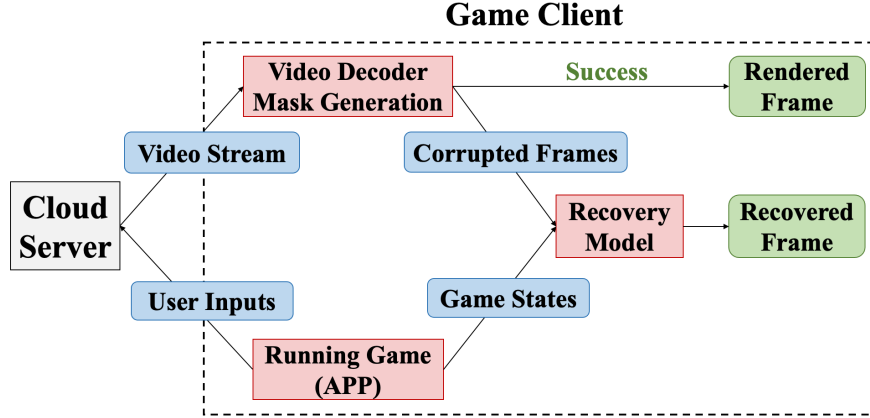 Game Client
Video Decoder
Mask Generation
Success
Rendered
Frame
Video Stream
Corrupted Frames
Cloud
Server
Recovery
Model
Recovered
Frame
User Inputs
Game States
Running Game
(APP)